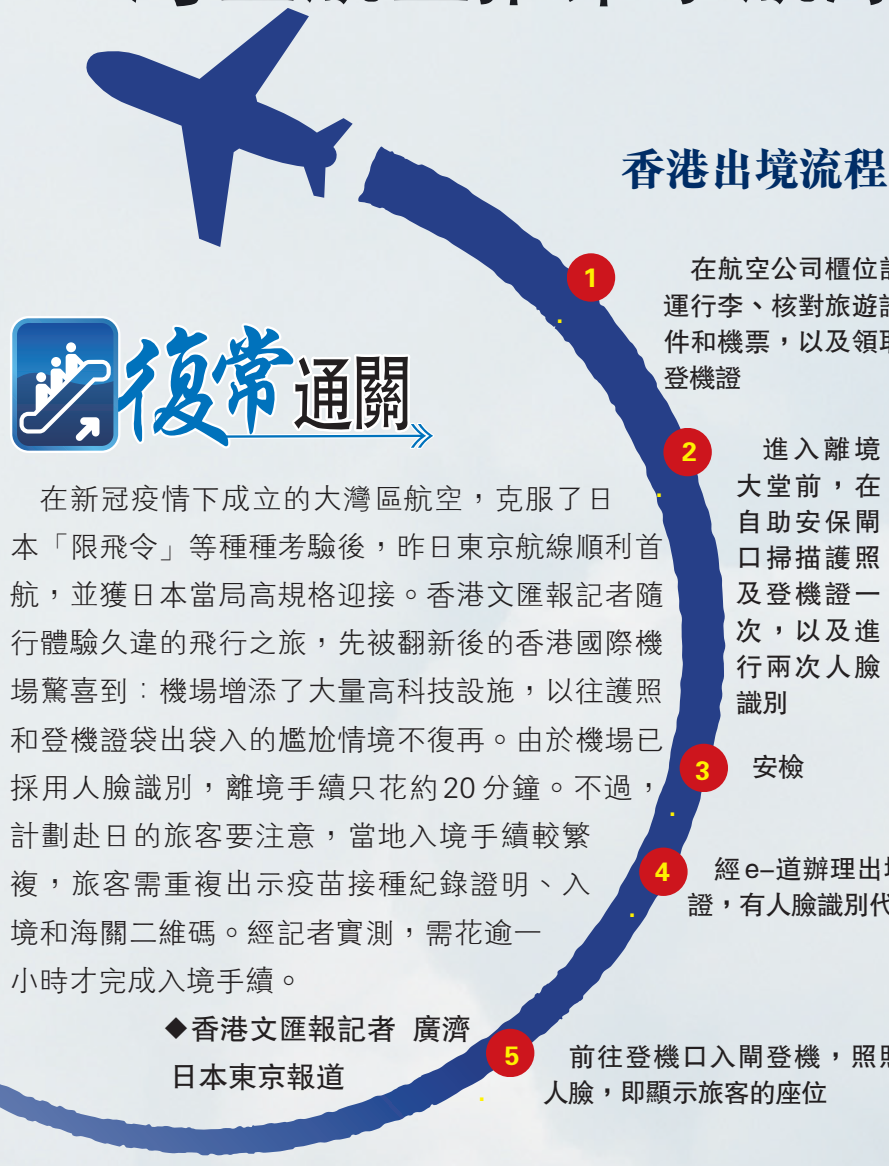 香港出境流程
1
在航空公司櫃位
運行李、核對旅遊
件和機票，以及領取
登機證
2
進入離境
大堂前，在
自助安保閘
口掃描護照
及登機證一
次，以及進
行兩次人臉
識別
3
安檢
4
經e-道辦理出
證，有人臉識別代
5
前往登機口入閘登機，照
人臉，即顯示旅客的座位
復常通關
在新冠疫情下成立的大灣區航空，克服了日
本「限飛令」等種種考驗後，昨日東京航線順利首
航，並獲日本當局高規格迎接。香港文匯報記者隨
行體驗久違的飛行之旅，先被翻新後的香港國際機
場驚喜到：機場增添了大量高科技設施，以往護照
和登機證袋出袋入的尷尬情境不復再。由於機場已
採用人臉識別，離境手續只花約20分鐘。不過，
計劃赴日的旅客要注意，當地入境手續較繁
複，旅客需重複出示疫苗接種紀錄證明、入
境和海關二維碼。經記者實測，需花逾一
小時才完成入境手續。
◆香港文匯報記者 廣濟
日本東京報道